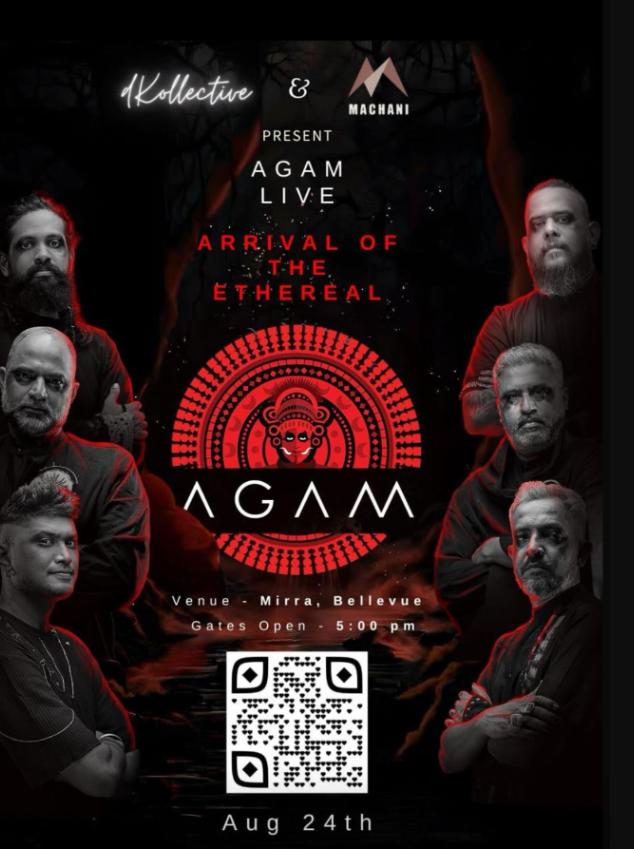 dKollective
&
MACHANI
PRESENT
AGAM
LIVE
ARRIVAL OF
THE
ETHEREAL
AGAM
Venue - Mirra, Bellevue
Gates Open - 5:00 pm
Aug 24th